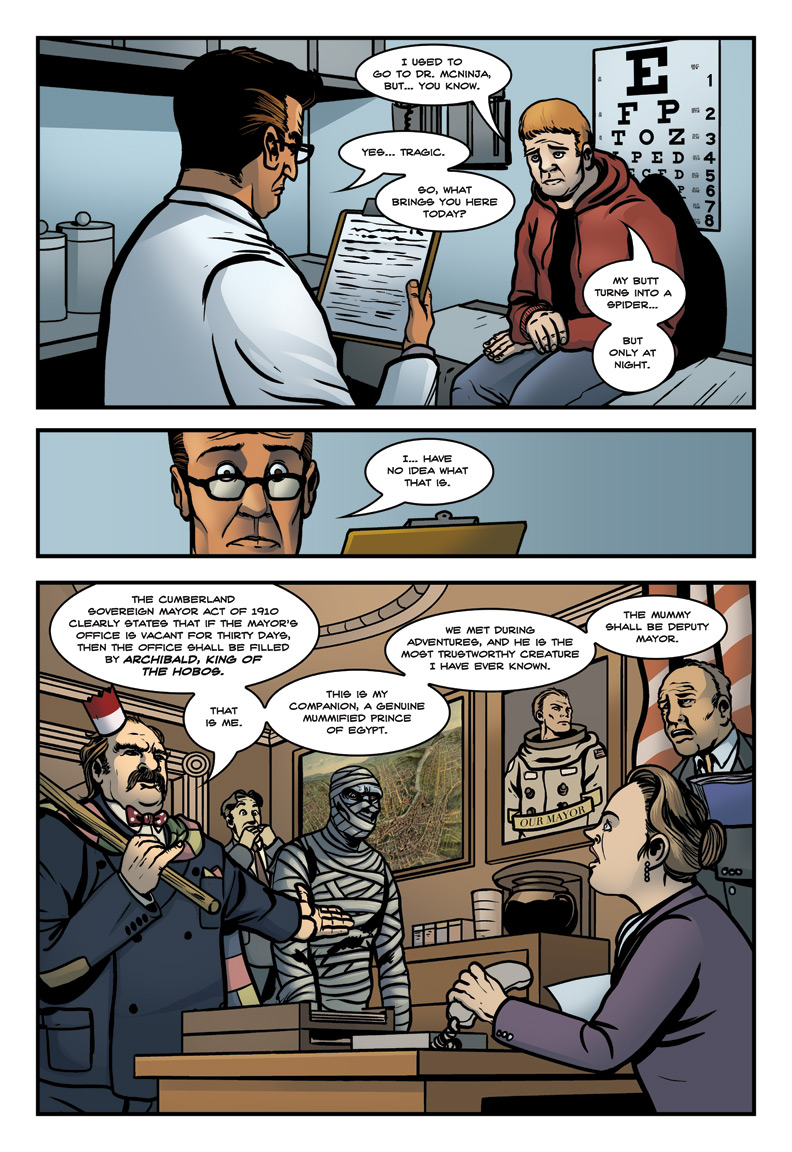 I USED TO
GO TO DR. MCNINJA,
BUT... YOU KNOW.
YES... TRAGIC.
SO, WHAT
BRINGS YOU HERE
TODAY?
E 1
F P 2
T O Z 3
P E D 4
E C F D 5
P 6
7
8
MY BUTT
TURNS INTO A
SPIDER...
BUT
ONLY AT
NIGHT.
I... HAVE
NO IDEA WHAT
THAT IS.
THE CUMBERLAND
SOVEREIGN MAYOR ACT OF 1910
CLEARLY STATES THAT IF THE MAYOR'S
OFFICE IS VACANT FOR THIRTY DAYS,
THEN THE OFFICE SHALL BE FILLED
BY ARCHIBALD, KING OF
THE HOBOS.
THAT
IS ME.
THIS IS MY
COMPANION, A GENUINE
MUMMIFIED PRINCE
OF EGYPT.
WE MET DURING
ADVENTURES, AND HE IS THE
MOST TRUSTWORTHY CREATURE
I HAVE EVER KNOWN.
THE MUMMY
SHALL BE DEPUTY
MAYOR.
OUR MAYOR